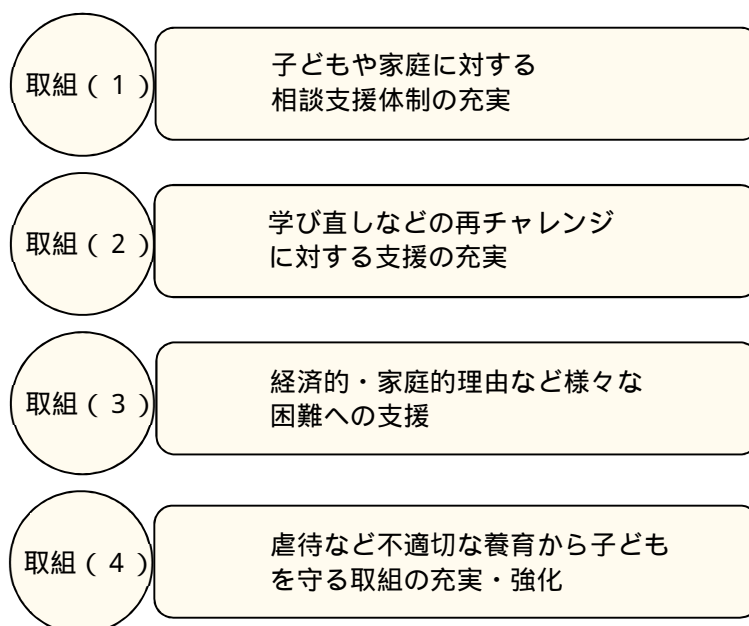 取組(1)
子どもや家庭に対する
相談支援体制の充実
取組(2)
学び直しなどの再チャレンジ
に対する支援の充実
取組(3)
経済的・家庭的理由など様々な
困難への支援
取組(4)
虐待など不適切な養育から子ども
を守る取組の充実・強化